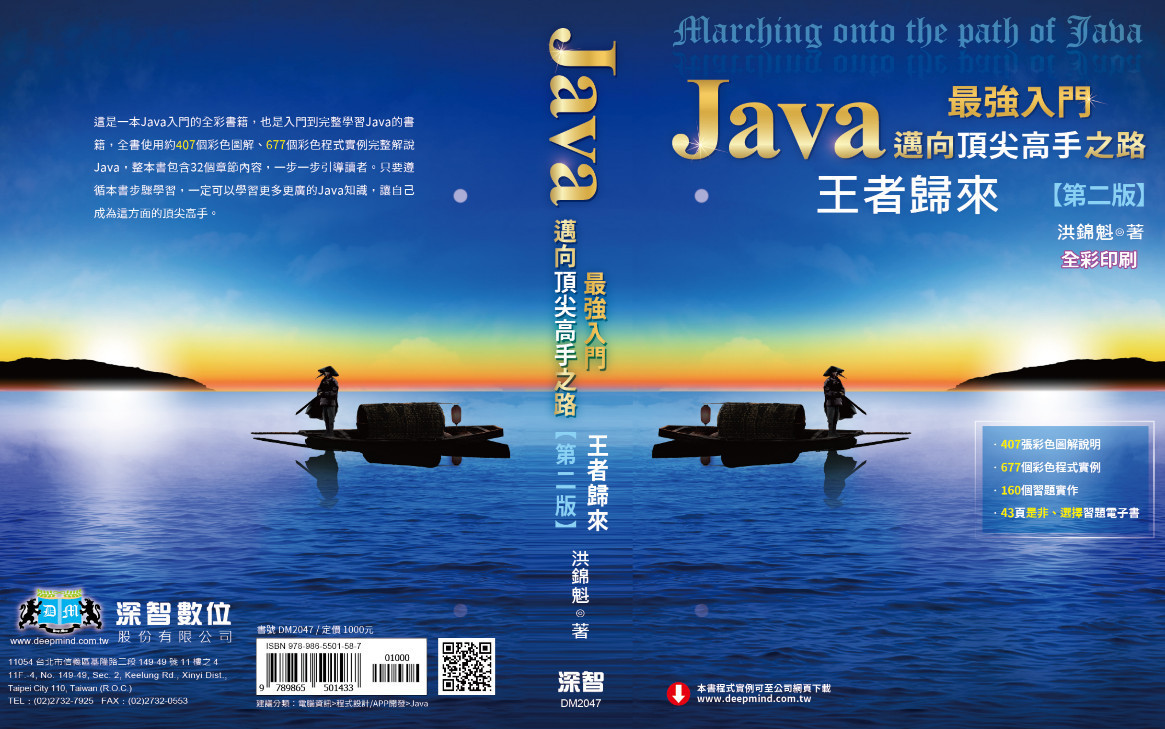 這是一本Java入門的全彩書籍，也是入門到完整學習Java的書
籍，全書使用約407個彩色圖解、677個彩色程式實例完整解說
Java，整本書包含32個章節內容，一步一步引導讀者。只要遵
循本書步驟學習，一定可以學習更多更廣的Java知識，讓自己
成為這方面的頂尖高手。
DM
深智數位
股份有限公司
www.deepmind.com.tw
11054 台北市信義區基隆路二段 149-49 號 11 樓之 4
11F.-4, No. 149-49, Sec. 2, Keelung Rd., Xinyi Dist.,
Taipei City 110, Taiwan (R.O.C.)
TEL：(02)2732-7925 FAX：(02)2732-0553
書號 DM2047 / 定價 1000元
ISBN 978-986-5501-58-7
01000
9 789865 501433
建議分類：電腦資訊>程式設計/APP開發>Java
Java
最強入門
邁向頂尖高手之路
王者歸來
【第二版】
洪錦魁◎著
深智
DM2047
Marching onto the path of Java
Java
最強入門
邁向頂尖高手之路
王者歸來
【第二版】
洪錦魁◎著
全彩印刷
·407張彩色圖解說明
·677個彩色程式實例
·160個習題實作
·43頁是非、選擇習題電子書
本書程式實例可至公司網頁下載
www.deepmind.com.tw